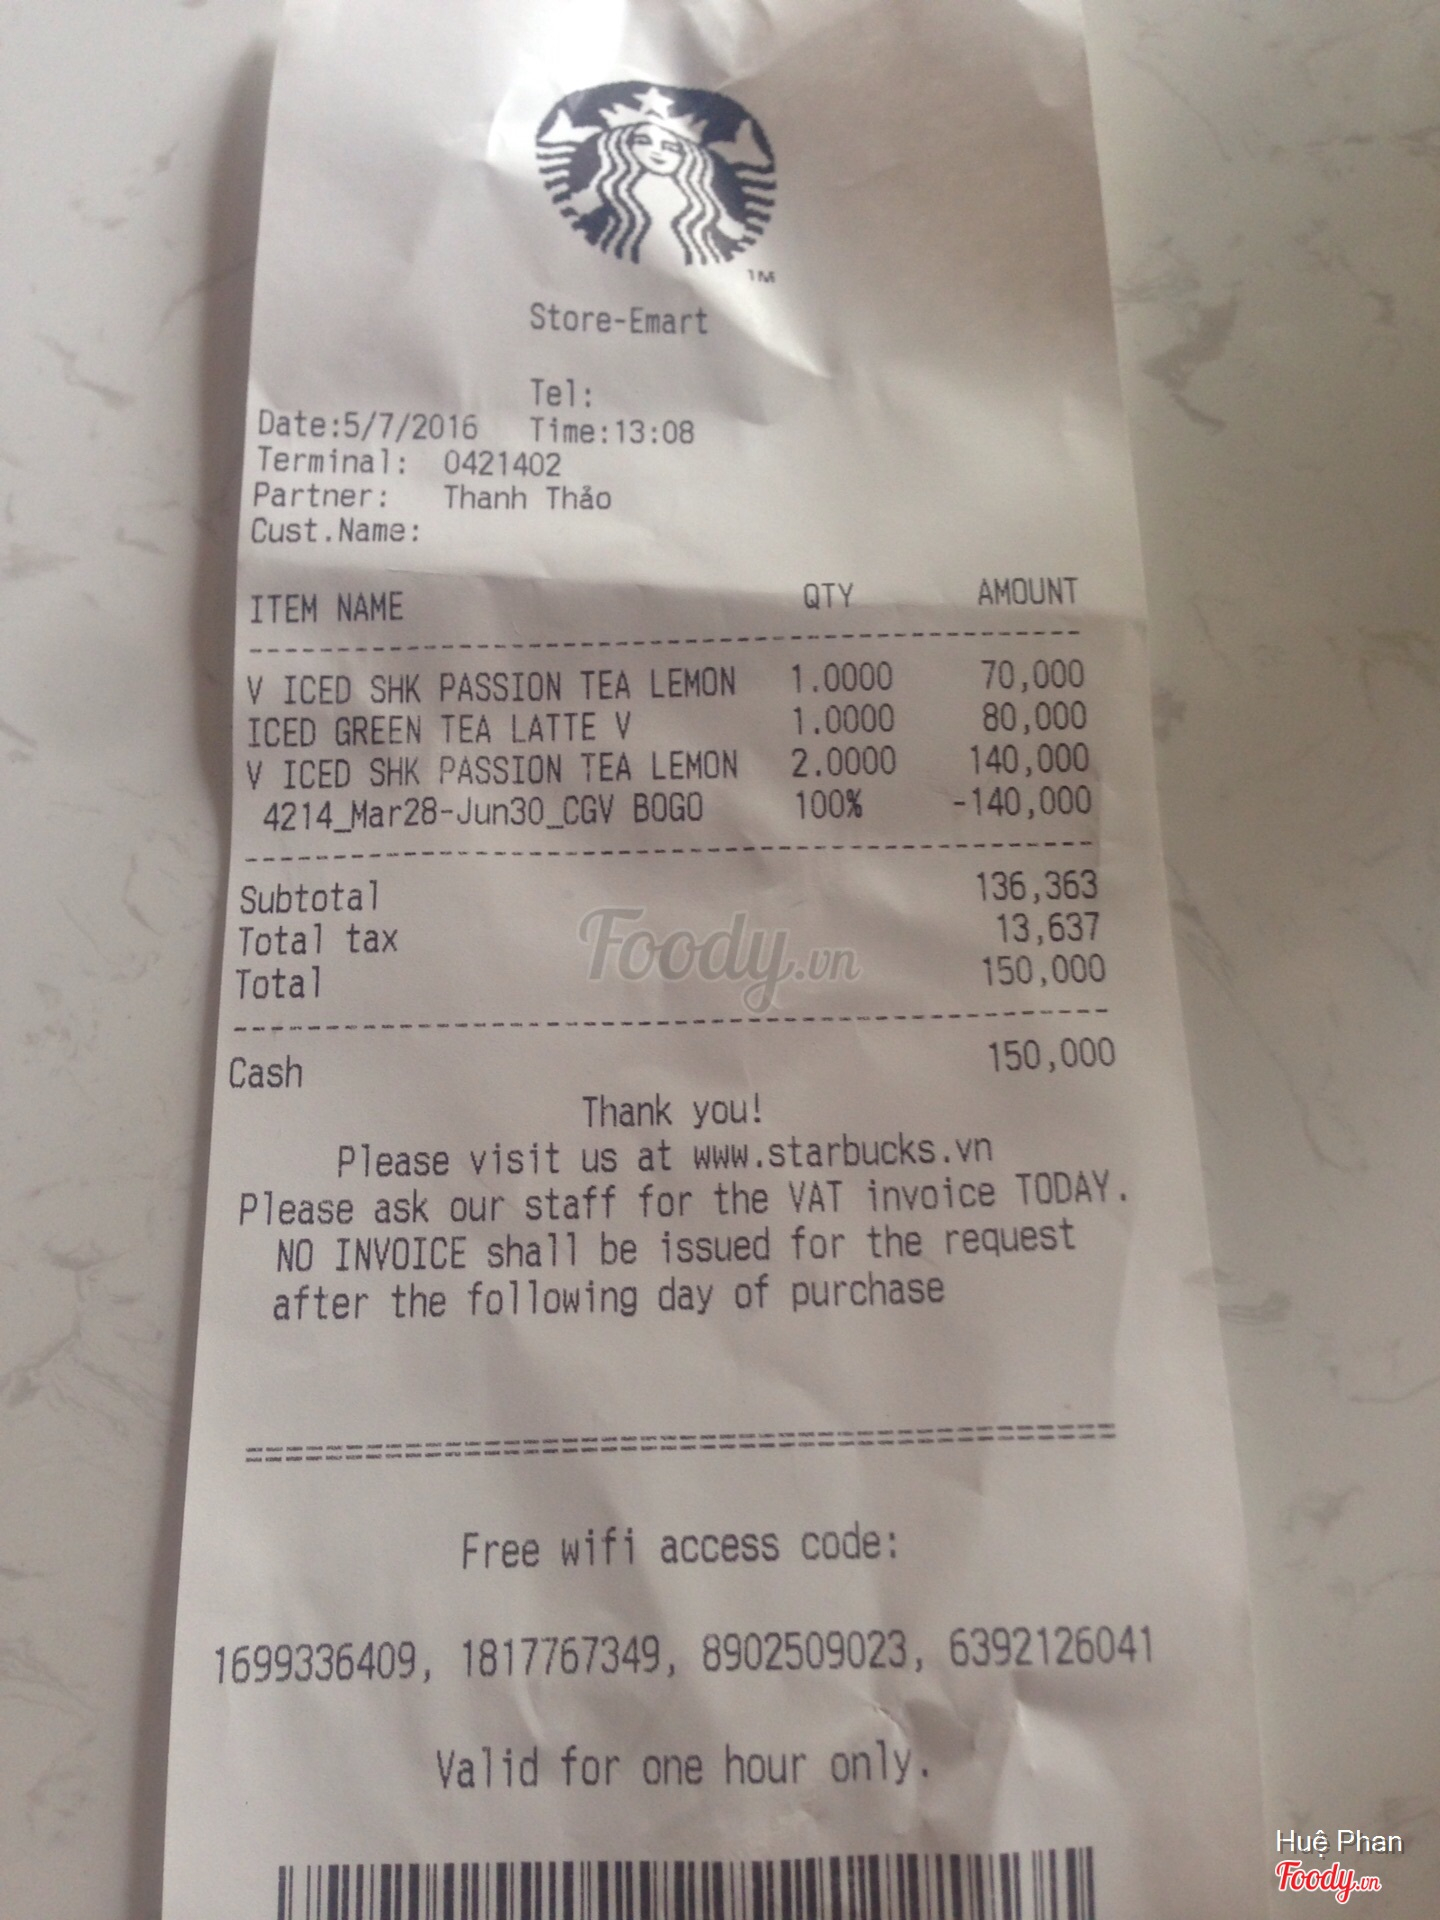 TM
Store-Emart
Tel:
Date:5/7/2016 Time:13:08
Terminal: 0421402
Partner: Thanh Thảo
Cust.Name:
ITEM NAME QTY AMOUNT
V ICED SHK PASSION TEA LEMON 1.0000 70,000
ICED GREEN TEA LATTE V 1.0000 80,000
V ICED SHK PASSION TEA LEMON 2.0000 140,000
4214_Mar28-Jun30_CGV BOGO 100% -140,000
Subtotal 136,363
Total tax 13,637
Total 150,000
Foody.vn
Cash 150,000
Thank you!
Please visit us at www.starbucks.vn
Please ask our staff for the VAT invoice TODAY.
NO INVOICE shall be issued for the request
after the following day of purchase
Free wifi access code:
1699336409, 1817767349, 8902509023, 6392126041
Valid for one hour only.
Huệ Phan
Foody.vn